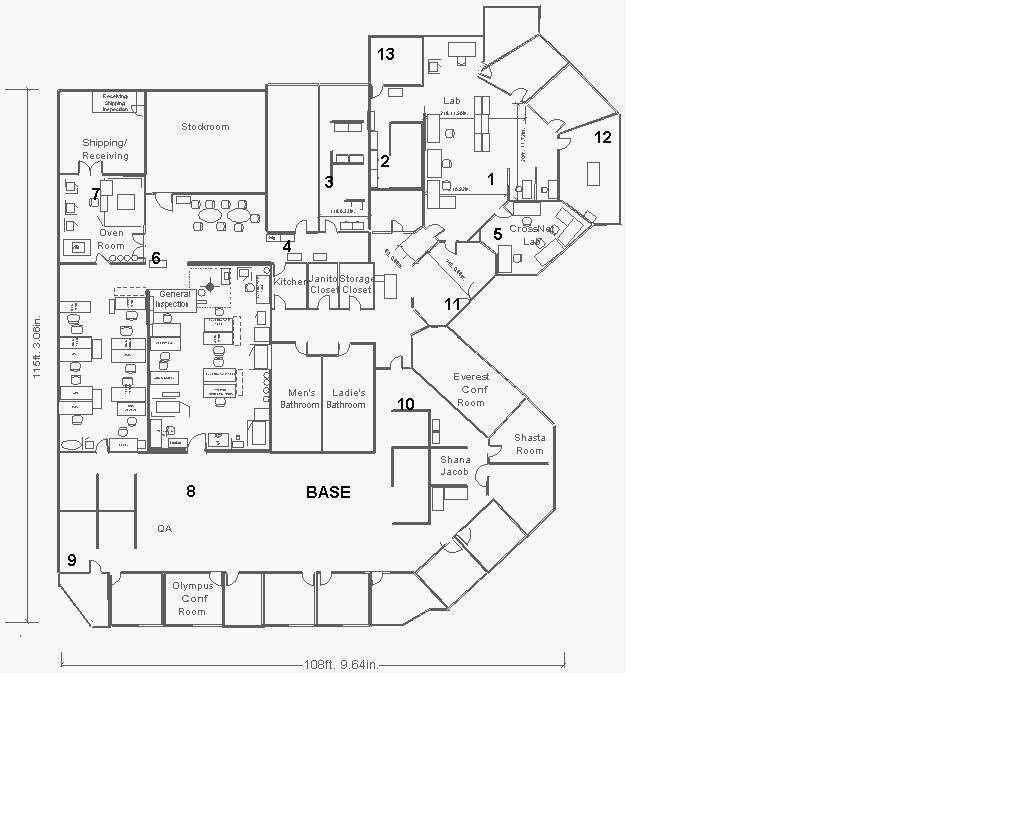 13
Receiving/
Shipping
Inspection
Lab
Stockroom
12
Shipping/
Receiving
2
1
3
7
5
CrossNet
Lab
Oven
Room
4
6
Kitchen
Janito
Closet
Storage
Closet
General
Inspection
11
115ft. 3.06in.
Everest
Conf
Room
Men's
Bathroom
Ladie's
Bathroom
10
Shasta
Room
Shana
Jacob
8
BASE
QA
9
Olympus
Conf
Room
108ft. 9.64in.